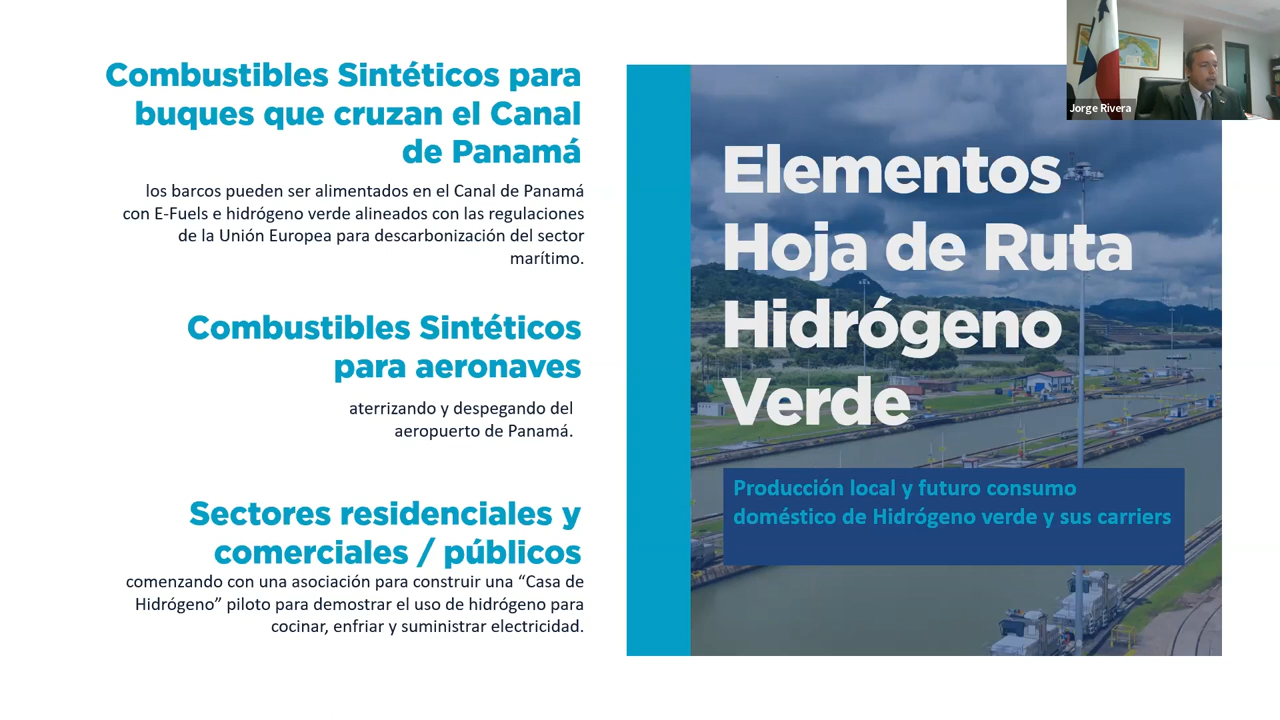 Combustibles Sintéticos para
buques que cruzan el Canal
de Panamá
los barcos pueden ser alimentados en el Canal de Panamá
con E-Fuels e hidrógeno verde alineados con las regulaciones
de la Unión Europea para descarbonización del sector
marítimo.
Combustibles Sintéticos
para aeronaves
aterrizando y despegando del
aeropuerto de Panamá.
Sectores residenciales y
comerciales / públicos
comenzando con una asociación para construir una “Casa de
Hidrógeno” piloto para demostrar el uso de hidrógeno para
cocinar, enfriar y suministrar electricidad.
Elementos
Hoja de Ruta
Hidrógeno
Verde
Producción local y futuro consumo
doméstico de Hidrógeno verde y sus carriers
Jorge Rivera